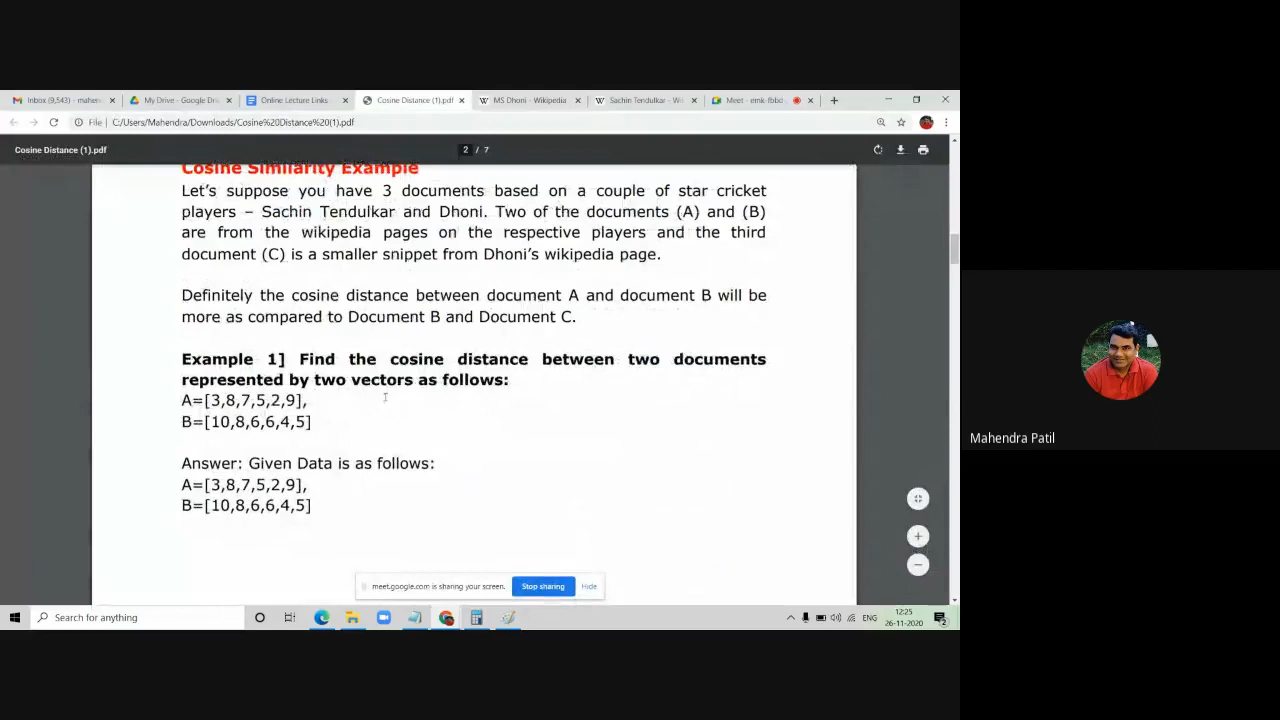 Inbox (9,543) - mahen
My Drive - Google Dri
Online Lecture Links -
Cosine Distance (1).pdf
MS Dhoni - Wikipedia
Sachin Tendulkar - Wi
Meet - emk-fbbd
File | C:/Users/Mahendra/Downloads/Cosine%20Distance%20(1).pdf
Cosine Distance (1).pdf
2 / 7
Cosine Similarity Example
Let's suppose you have 3 documents based on a couple of star cricket
players – Sachin Tendulkar and Dhoni. Two of the documents (A) and (B)
are from the wikipedia pages on the respective players and the third
document (C) is a smaller snippet from Dhoni's wikipedia page.
Definitely the cosine distance between document A and document B will be
more as compared to Document B and Document C.
Example 1] Find the cosine distance between two documents
represented by two vectors as follows:
A=[3,8,7,5,2,9],
B=[10,8,6,6,4,5]
Answer: Given Data is as follows:
A=[3,8,7,5,2,9],
B=[10,8,6,6,4,5]
Mahendra Patil
meet.google.com is sharing your screen.
Stop sharing
Hide
Search for anything
ENG
12:25
26-11-2020
2